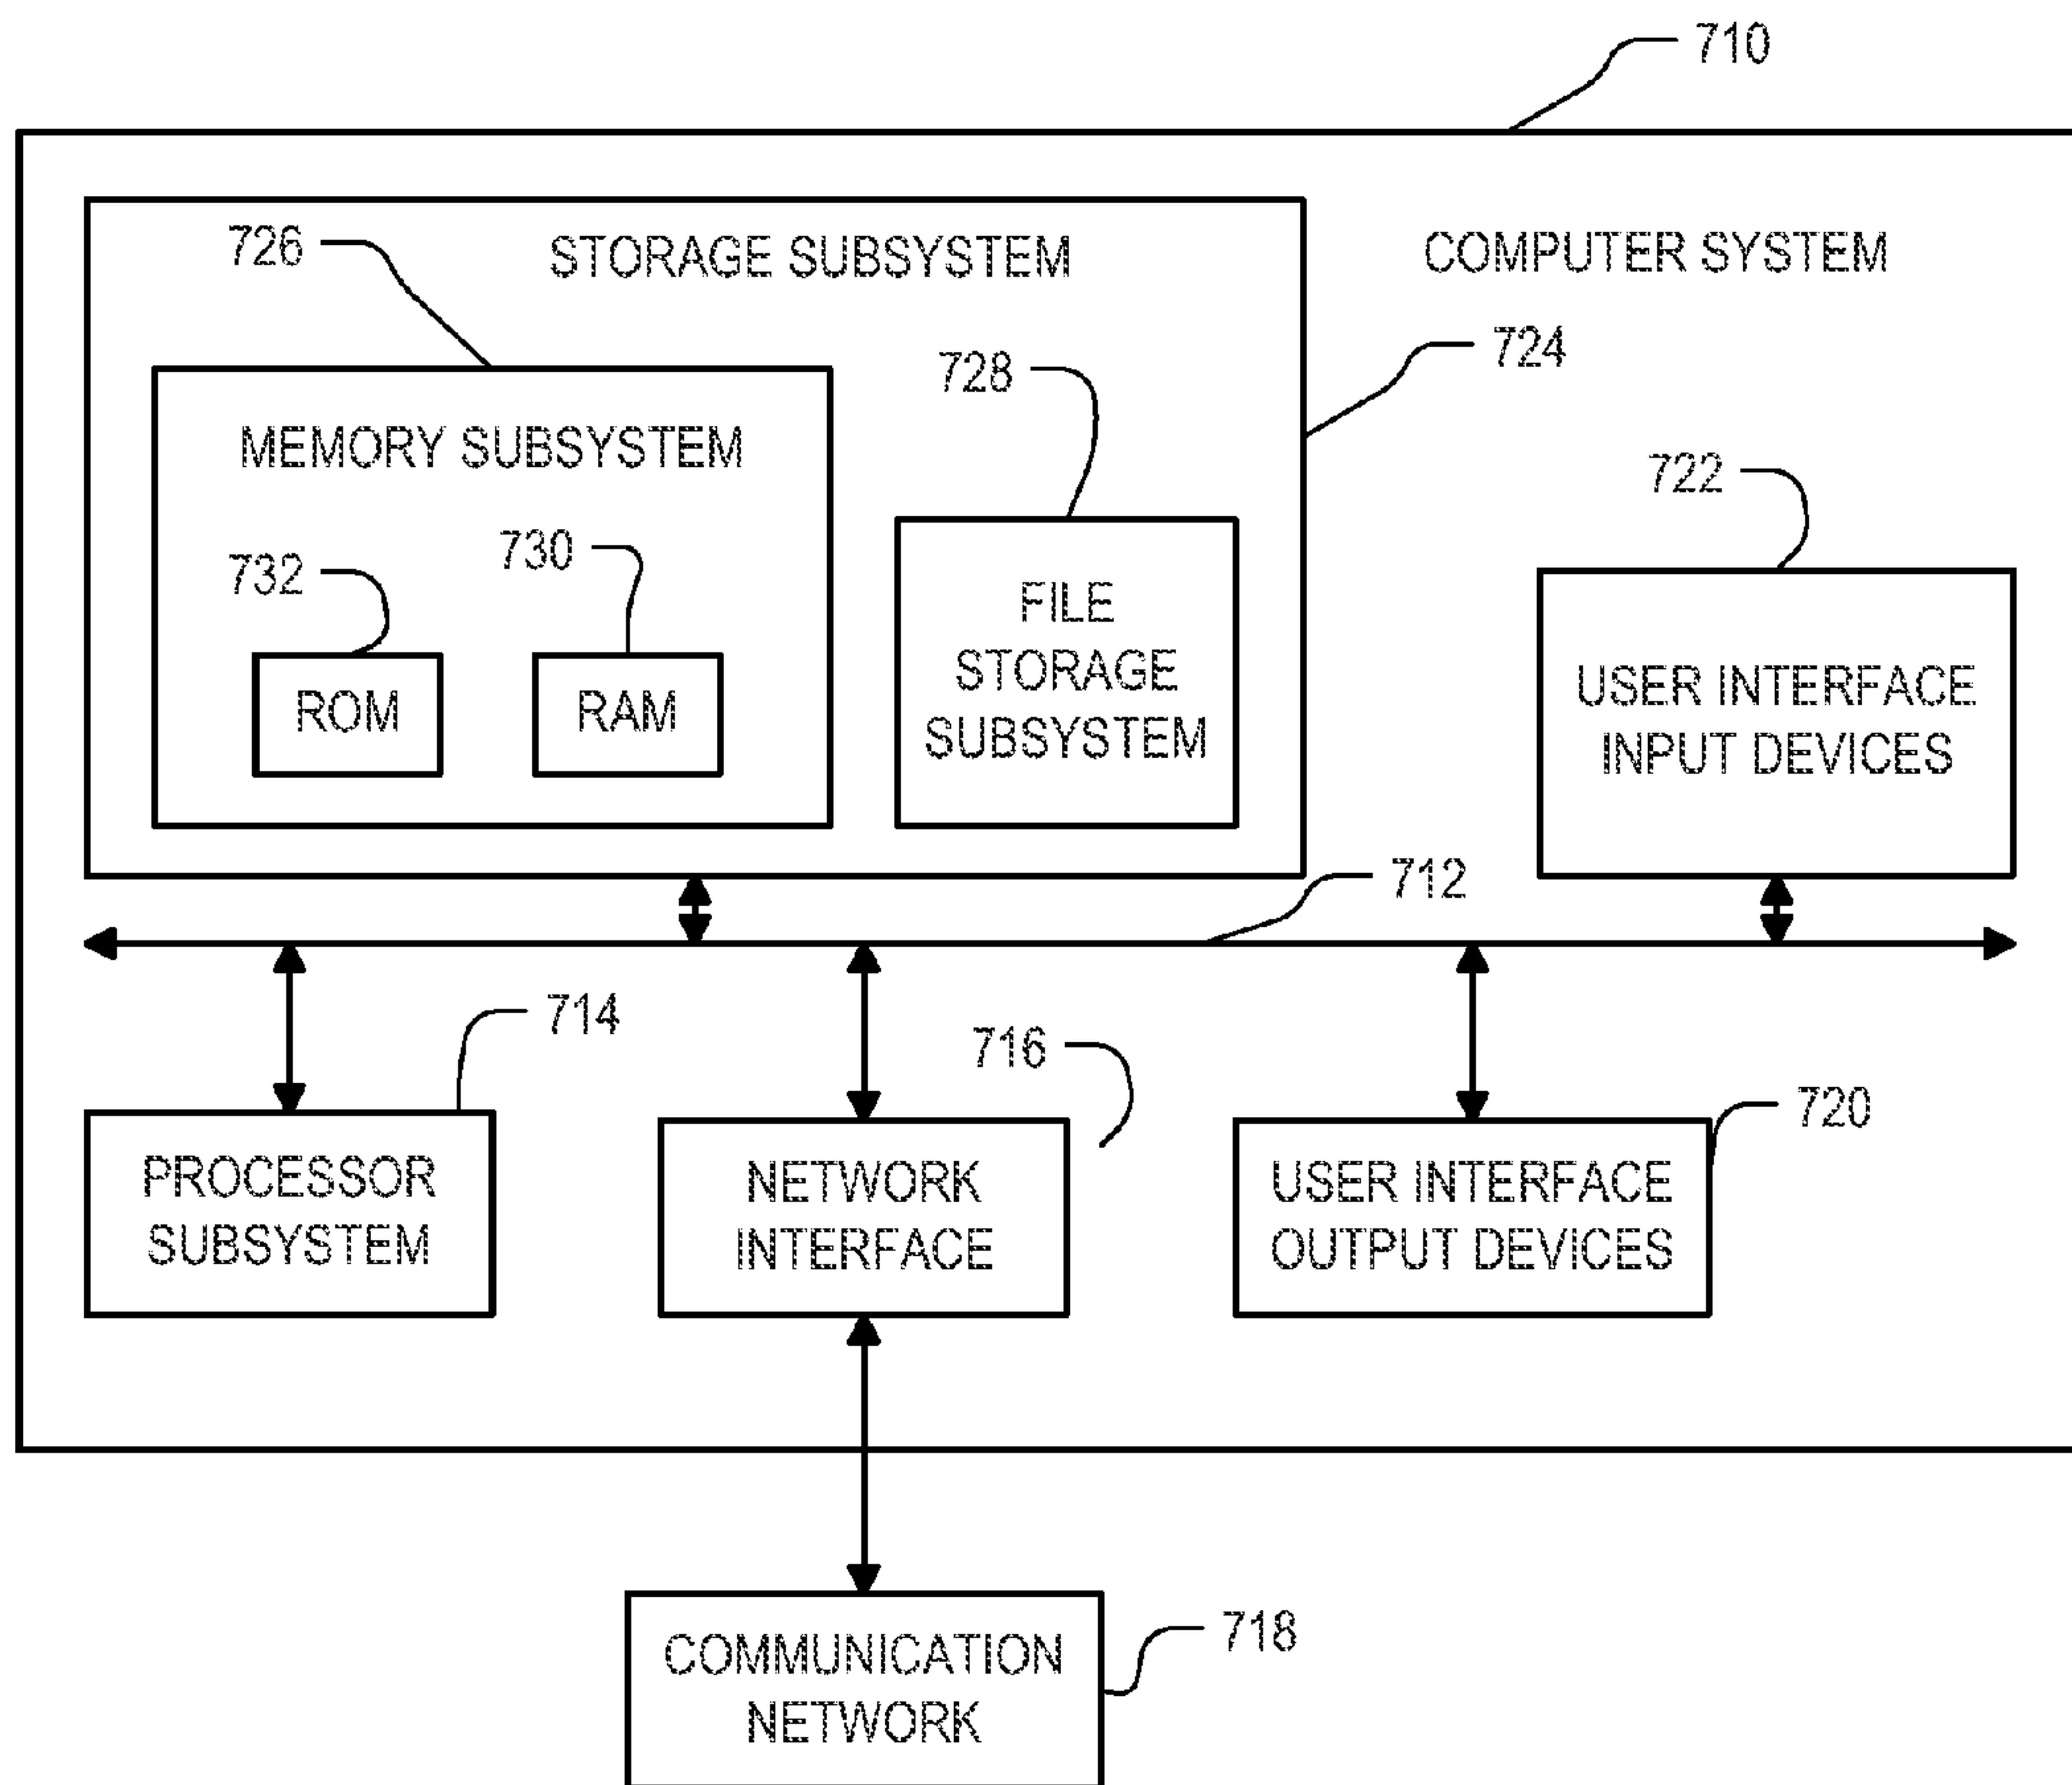 710
726
STORAGE SUBSYSTEM
COMPUTER SYSTEM
724
728
MEMORY SUBSYSTEM
722
732
730
ROM
RAM
FILE
STORAGE
SUBSYSTEM
USER INTERFACE
INPUT DEVICES
712
714
716
720
PROCESSOR
SUBSYSTEM
NETWORK
INTERFACE
USER INTERFACE
OUTPUT DEVICES
718
COMMUNICATION
NETWORK